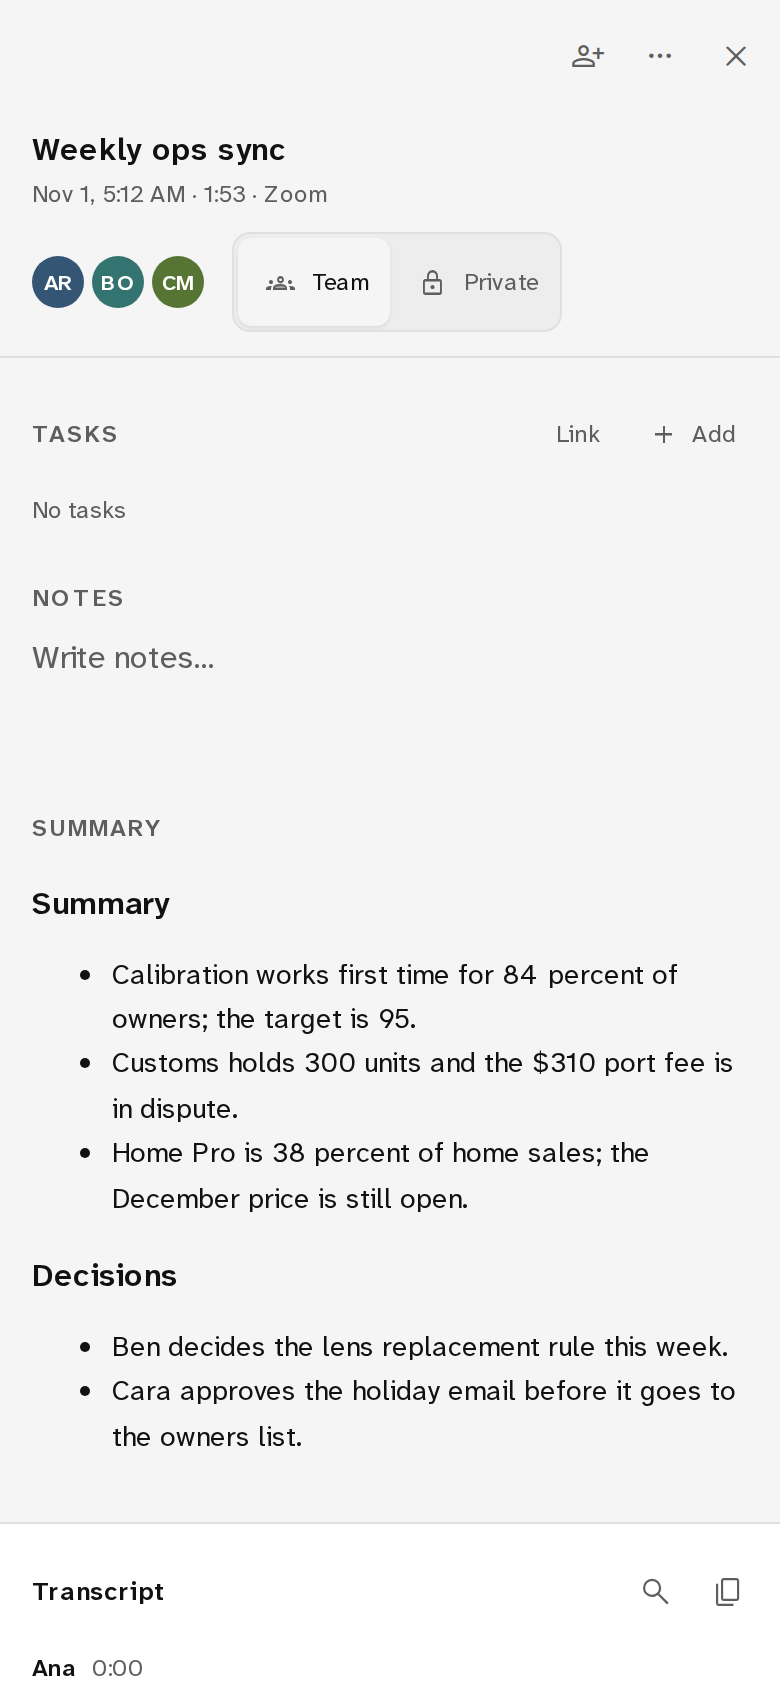 Weekly ops sync
Nov 1, 5:12 AM · 1:53 · Zoom
AR BO CM Team Private
TASKS Link Add
No tasks
NOTES
Write notes...
SUMMARY
Summary
Calibration works first time for 84 percent of
owners; the target is 95.
Customs holds 300 units and the $310 port fee is
in dispute.
Home Pro is 38 percent of home sales; the
December price is still open.
Decisions
Ben decides the lens replacement rule this week.
Cara approves the holiday email before it goes to
the owners list.
Transcript
Ana 0:00